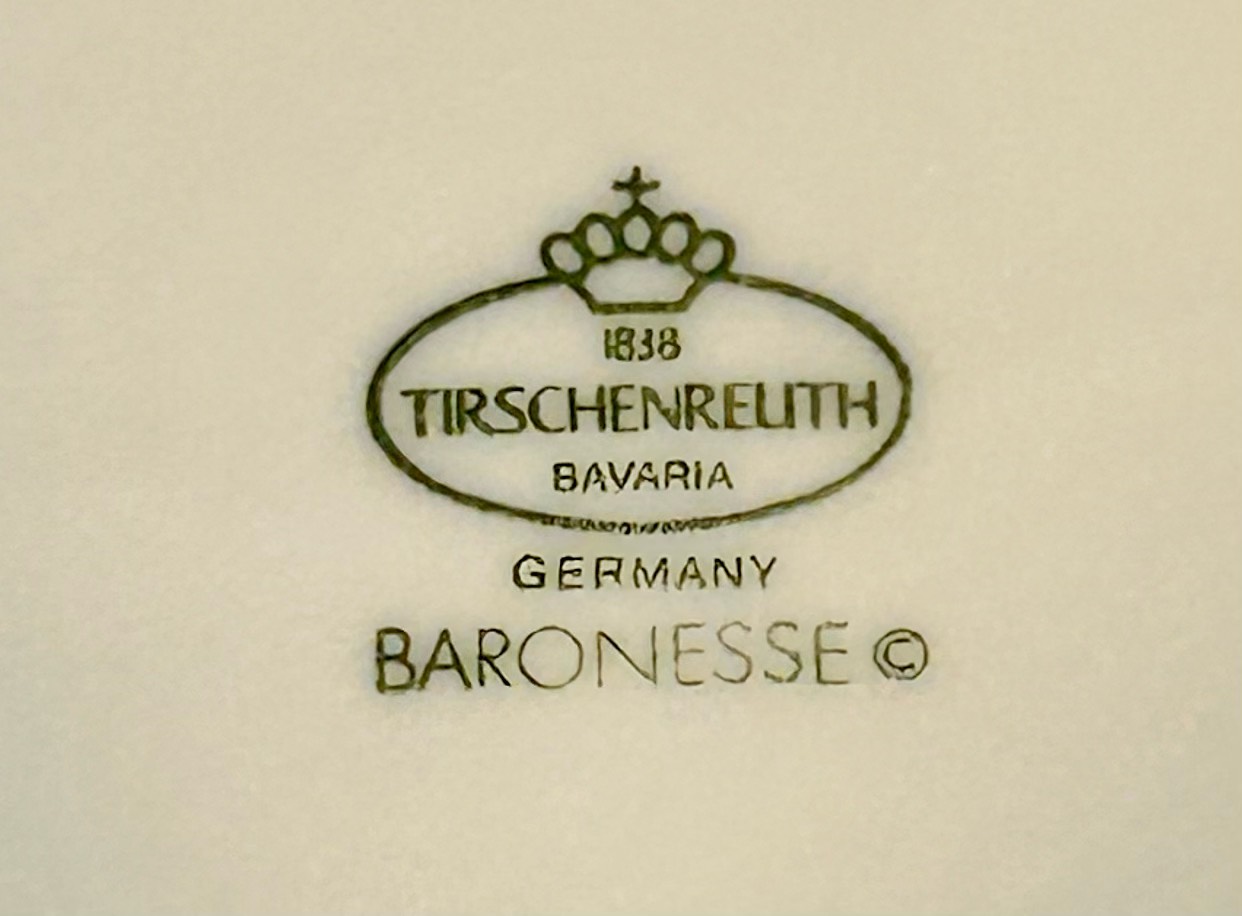 1838
TIRSCHENREUTH
BAVARIA
GERMANY
BARONESSE ©